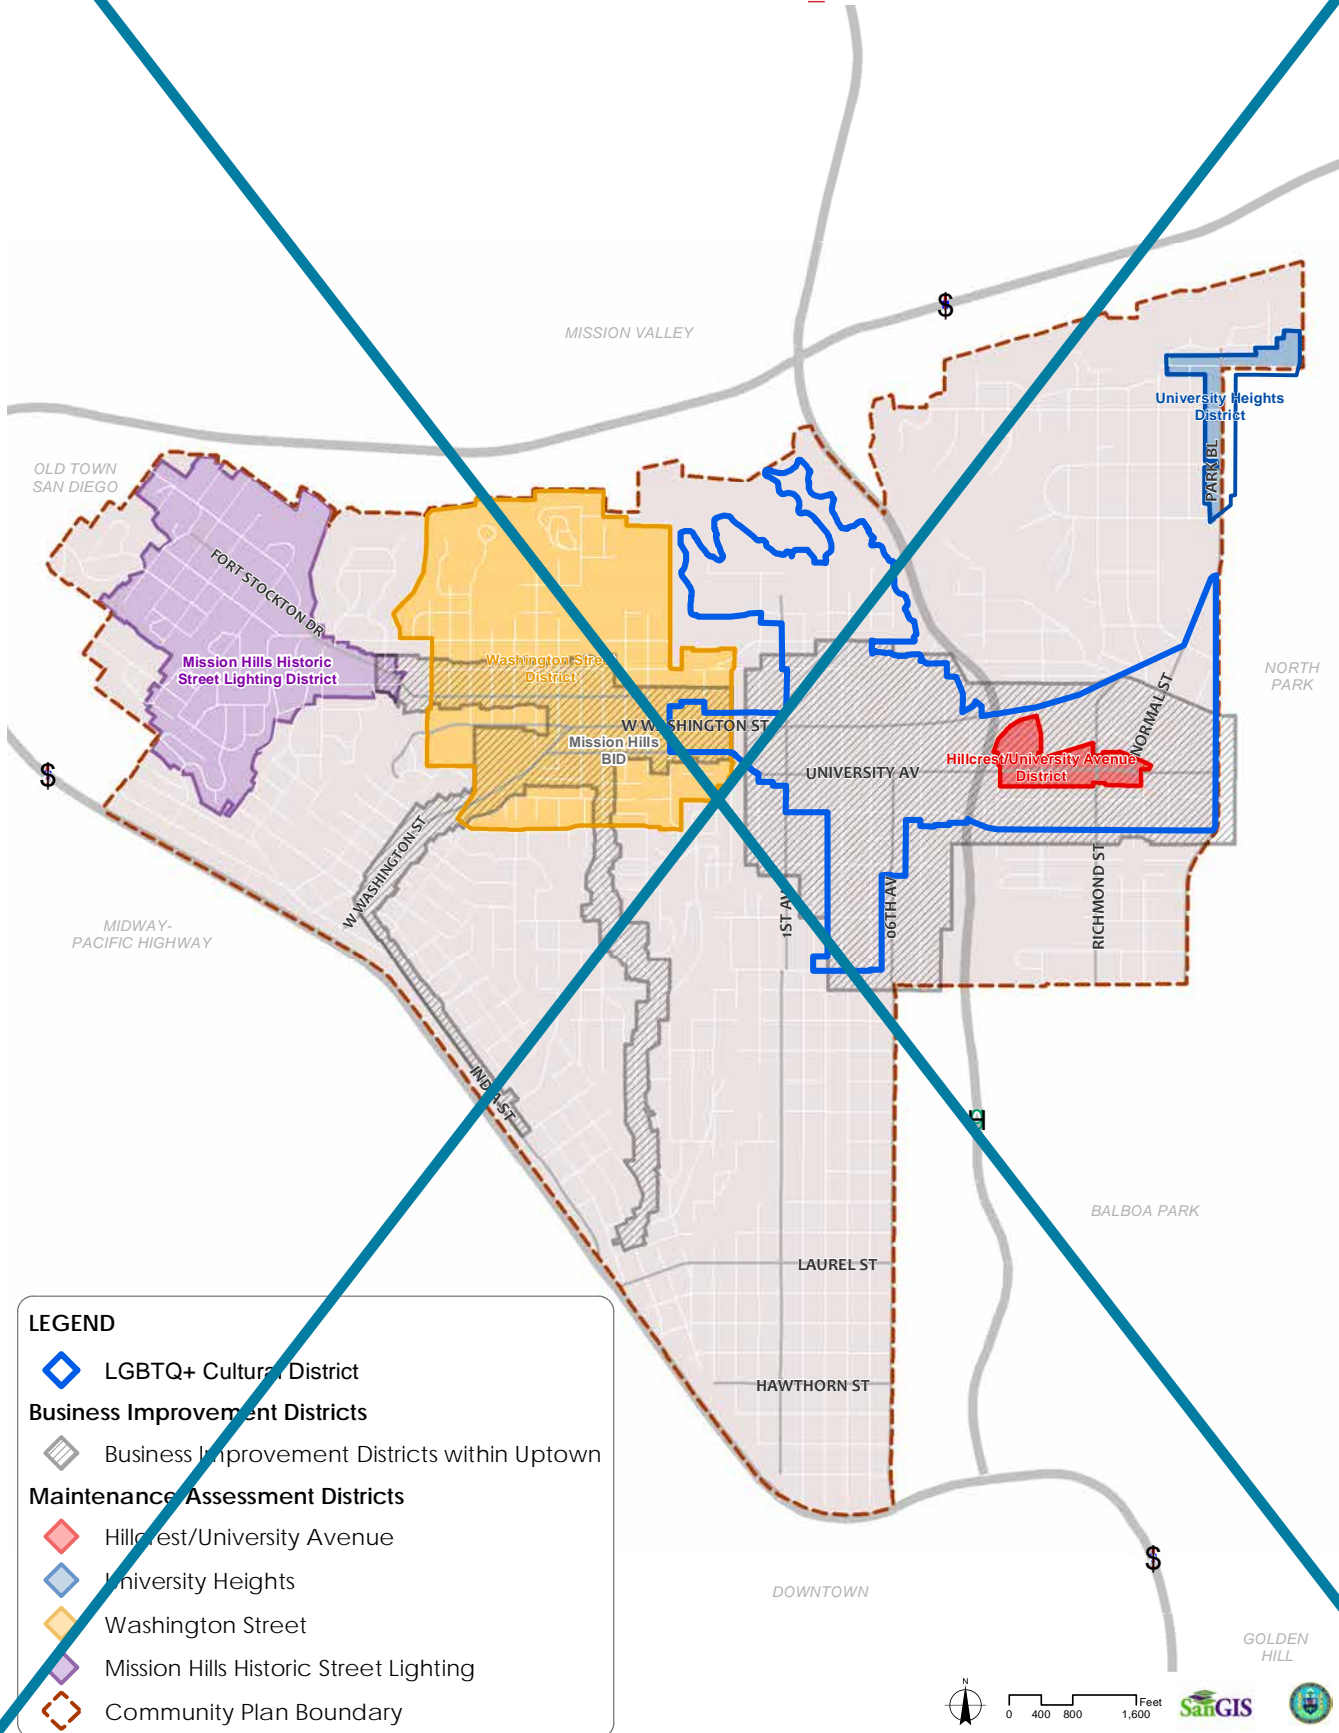 $
MISSION VALLEY
University Heights
District
PARK BL
OLD TOWN
SAN DIEGO
FORT STOCKTON DR
Mission Hills Historic
Street Lighting District
Washington Stre
District
NORTH
PARK
NORMAL ST
W WASHINGTON ST
Mission Hills
BID
UNIVERSITY AV
Hillcrest/University Avenue
District
$
W WASHINGTON ST
1ST AV
06TH AV
RICHMOND ST
MIDWAY-
PACIFIC HIGHWAY
INDIA ST
H
BALBOA PARK
LAUREL ST
HAWTHORN ST
$
DOWNTOWN
GOLDEN
HILL
LEGEND
LGBTQ+ Cultural District
Business Improvement Districts
Business Improvement Districts within Uptown
Maintenance Assessment Districts
Hillcrest/University Avenue
University Heights
Washington Street
Mission Hills Historic Street Lighting
Community Plan Boundary
N
Feet
0 400 800 1,600
SanGIS